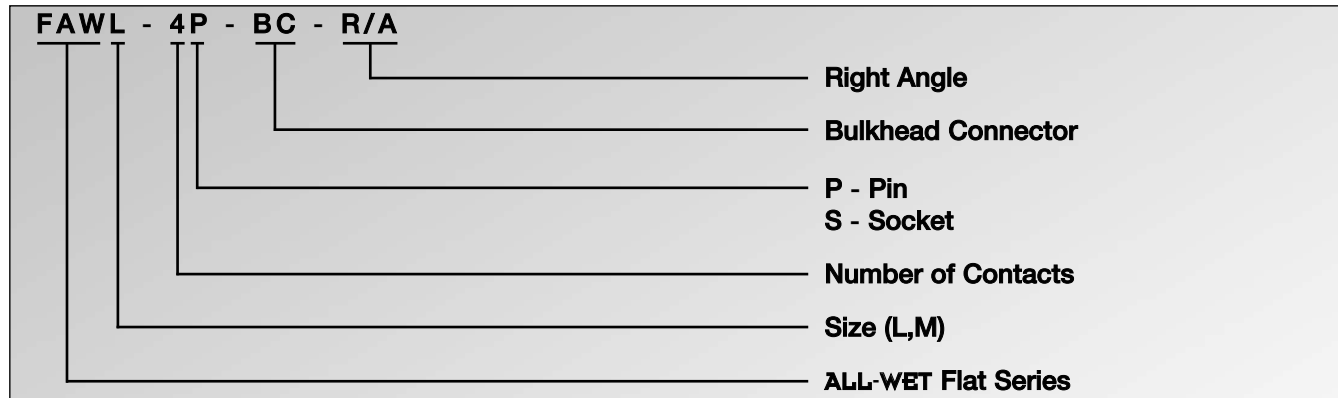 FAWL - 4P - BC - R/A
Right Angle
Bulkhead Connector
P - Pin
S - Socket
Number of Contacts
Size (L,M)
ALL-WET Flat Series